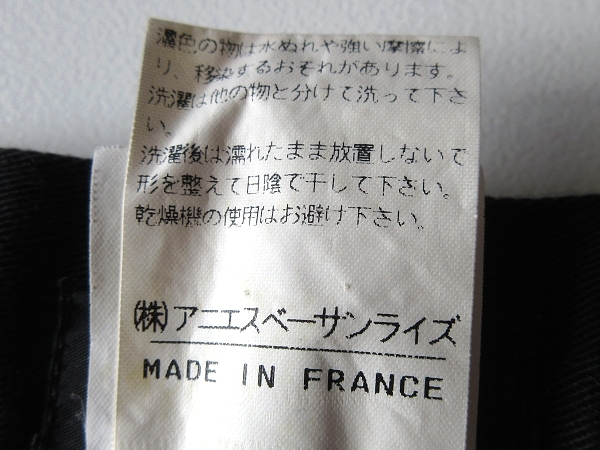 濃色の物は水ぬれや強い摩擦によ
り、移染するおそれがあります。
洗濯は他の物と分けて洗って下さ
い。
洗濯後は濡れたまま放置しないで
形を整えて日陰で干して下さい。
乾燥機の使用はお避け下さい。
㈱アニエスベーサンライズ
MADE IN FRANCE